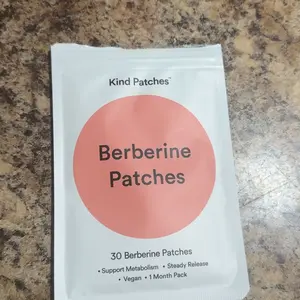 Kind Patches™
Berberine
Patches
30 Berberine Patches
• Support Metabolism • Steady Release
• Vegan • 1 Month Pack